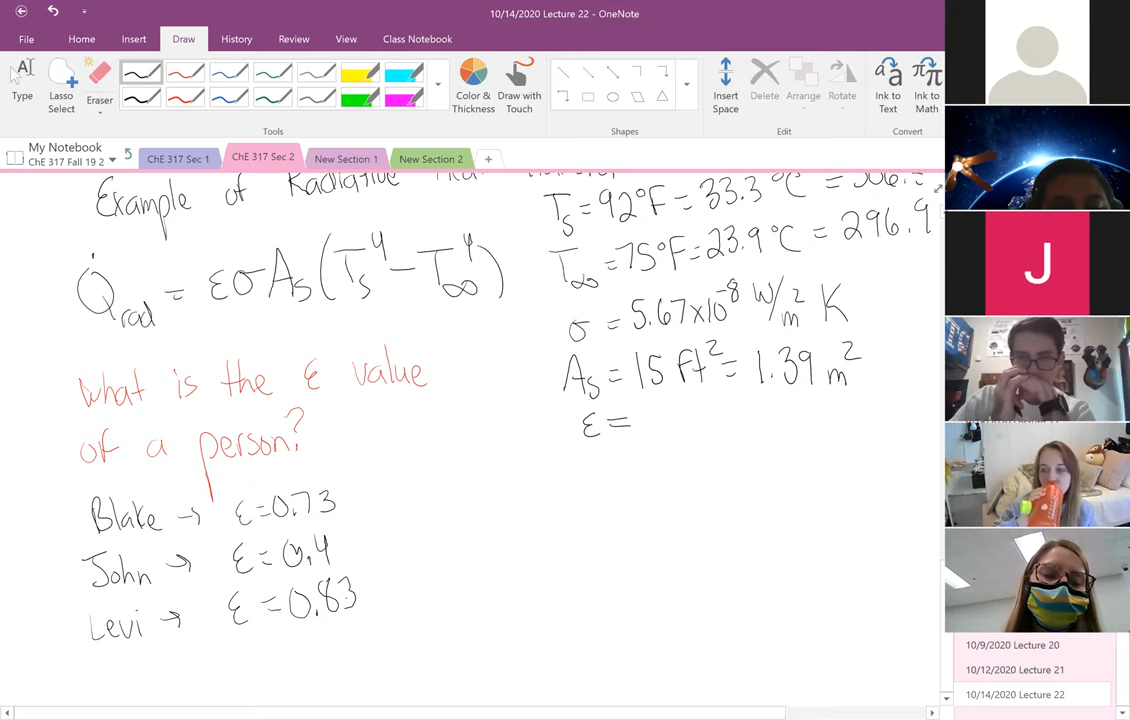 10/14/2020 Lecture 22 - OneNote
File Home Insert Draw History Review View Class Notebook
Type
Lasso Select
Eraser
Color & Thickness
Draw with Touch
Insert Space
Delete
Arrange
Rotate
Ink to Text
Ink to Math
Tools
Shapes
Edit
Convert
My Notebook
ChE 317 Fall 19 2
ChE 317 Sec 1
ChE 317 Sec 2
New Section 1
New Section 2
+
Example of Radiative
Q̇rad = εσAs(Ts⁴ - T∞⁴)
What is the ε value
of a person?
Blake → ε=0.73
John → ε=0.4
Levi → ε=0.83
Ts=92°F=33.3°C =
T∞=75°F=23.9°C = 296.9
σ = 5.67x10⁻⁸ W/m² K
As=15 ft²=1.39 m²
ε=
J
10/9/2020 Lecture 20
10/12/2020 Lecture 21
10/14/2020 Lecture 22